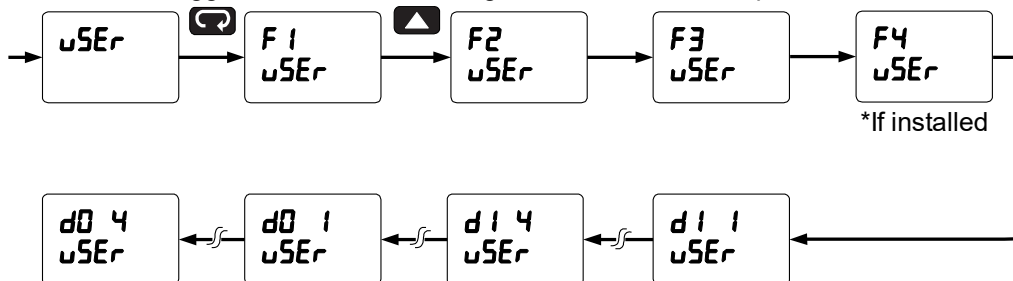 uSEr
F1
uSEr
F2
uSEr
F3
uSEr
F4
uSEr
*If installed
dO 4
uSEr
dO 1
uSEr
dI 4
uSEr
dI 1
uSEr